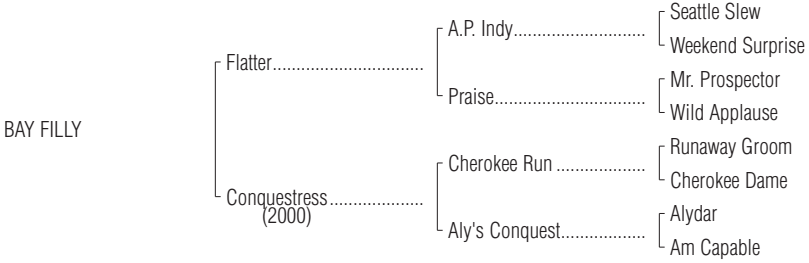 Seattle Slew
A.P. Indy..............................
Weekend Surprise
Flatter..................................
Mr. Prospector
Praise..................................
Wild Applause
BAY FILLY
Runaway Groom
Cherokee Run ....................
Cherokee Dame
Conquestress.....................
(2000)
Alydar
Aly's Conquest...................
Am Capable